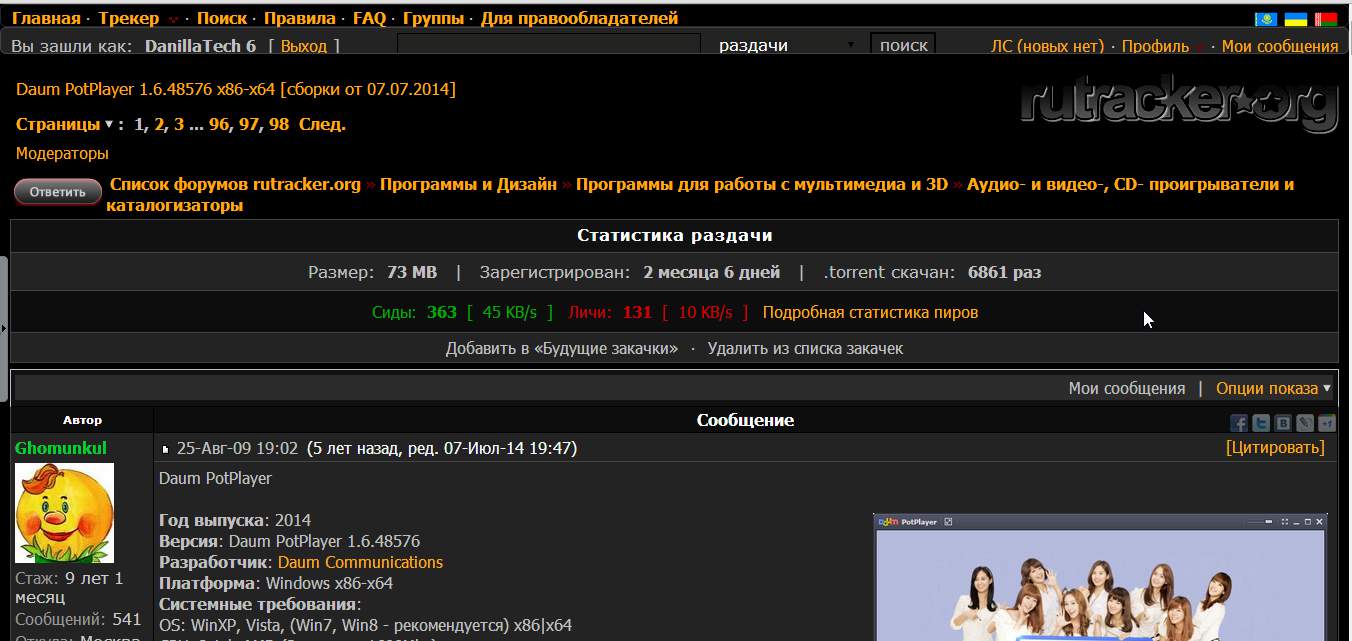 Главная · Трекер · Поиск · Правила · FAQ · Группы · Для правообладателей
Вы зашли как: DanillaTech 6 [ Выход ]
раздачи
поиск
ЛС (новых нет) · Профиль · Мои сообщения
Daum PotPlayer 1.6.48576 x86-x64 [сборки от 07.07.2014]
rutracker.org
Страницы : 1, 2, 3 ... 96, 97, 98 След.
Модераторы
Ответить
Список форумов rutracker.org » Программы и Дизайн » Программы для работы с мультимедиа и 3D » Аудио- и видео-, CD- проигрыватели и
каталогизаторы
Статистика раздачи
Размер: 73 MB | Зарегистрирован: 2 месяца 6 дней | .torrent скачан: 6861 раз
Сиды: 363 [ 45 KB/s ] Личи: 131 [ 10 KB/s ] Подробная статистика пиров
Добавить в «Будущие закачки» · Удалить из списка закачек
Мои сообщения | Опции показа
Автор
Сообщение
Ghomunkul
25-Авг-09 19:02 (5 лет назад, ред. 07-Июл-14 19:47)
[Цитировать]
Стаж: 9 лет 1
месяц
Сообщений: 541
Откуда: Москва
Daum PotPlayer
Год выпуска: 2014
Версия: Daum PotPlayer 1.6.48576
Разработчик: Daum Communications
Платформа: Windows x86-x64
Системные требования:
OS: WinXP, Vista, (Win7, Win8 - рекомендуется) x86|x64
Daum PotPlayer